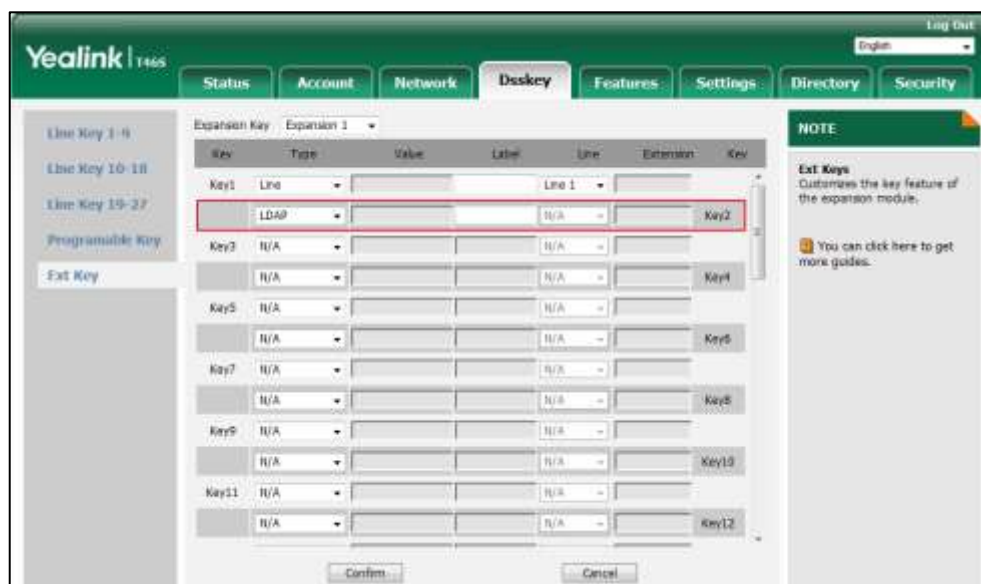 Log Out
Yealink T46S
English
Status Account Network Dsskey Features Settings Directory Security
Line Key 1-9
Line Key 10-18
Line Key 19-27
Programable Key
Ext Key
Expansion Key Expansion 1
Key Type Value Label Line Extension Key
Key1 Line Line 1
LDAP N/A Key2
Key3 N/A N/A
N/A N/A Key4
Key5 N/A N/A
N/A N/A Key6
Key7 N/A N/A
N/A N/A Key8
Key9 N/A N/A
N/A N/A Key10
Key11 N/A N/A
N/A N/A Key12
Confirm Cancel
NOTE
Ext Keys
Customizes the key feature of
the expansion module.
You can click here to get
more guides.